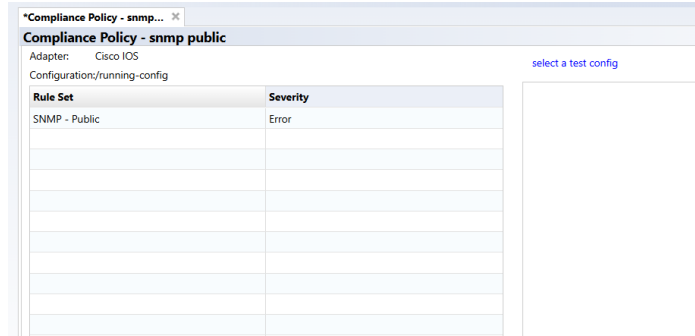 *Compliance Policy - snmp...
Compliance Policy - snmp public
Adapter: Cisco IOS
select a test config
Configuration:/running-config
Rule Set Severity
SNMP - Public Error